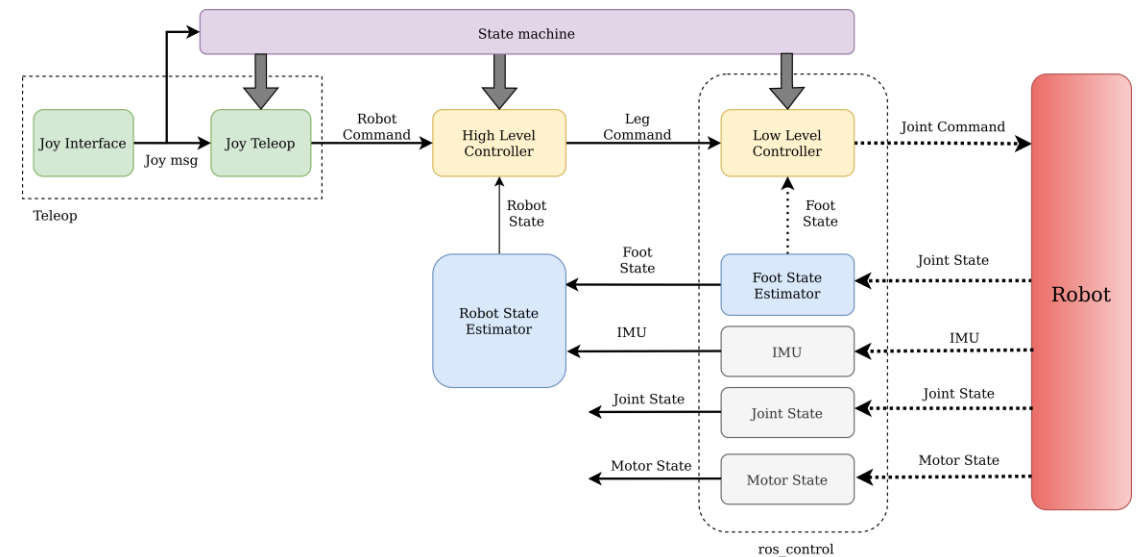 State machine
Joy Interface
Joy msg
Joy Teleop
Teleop
Robot
Command
High Level
Controller
Leg
Command
Low Level
Controller
Joint Command
Robot
State
Foot
State
Foot
State
Joint State
Robot State
Estimator
Foot State
Estimator
Robot
IMU
IMU
IMU
Joint State
Joint State
Joint State
Motor State
Motor State
Motor State
ros_control